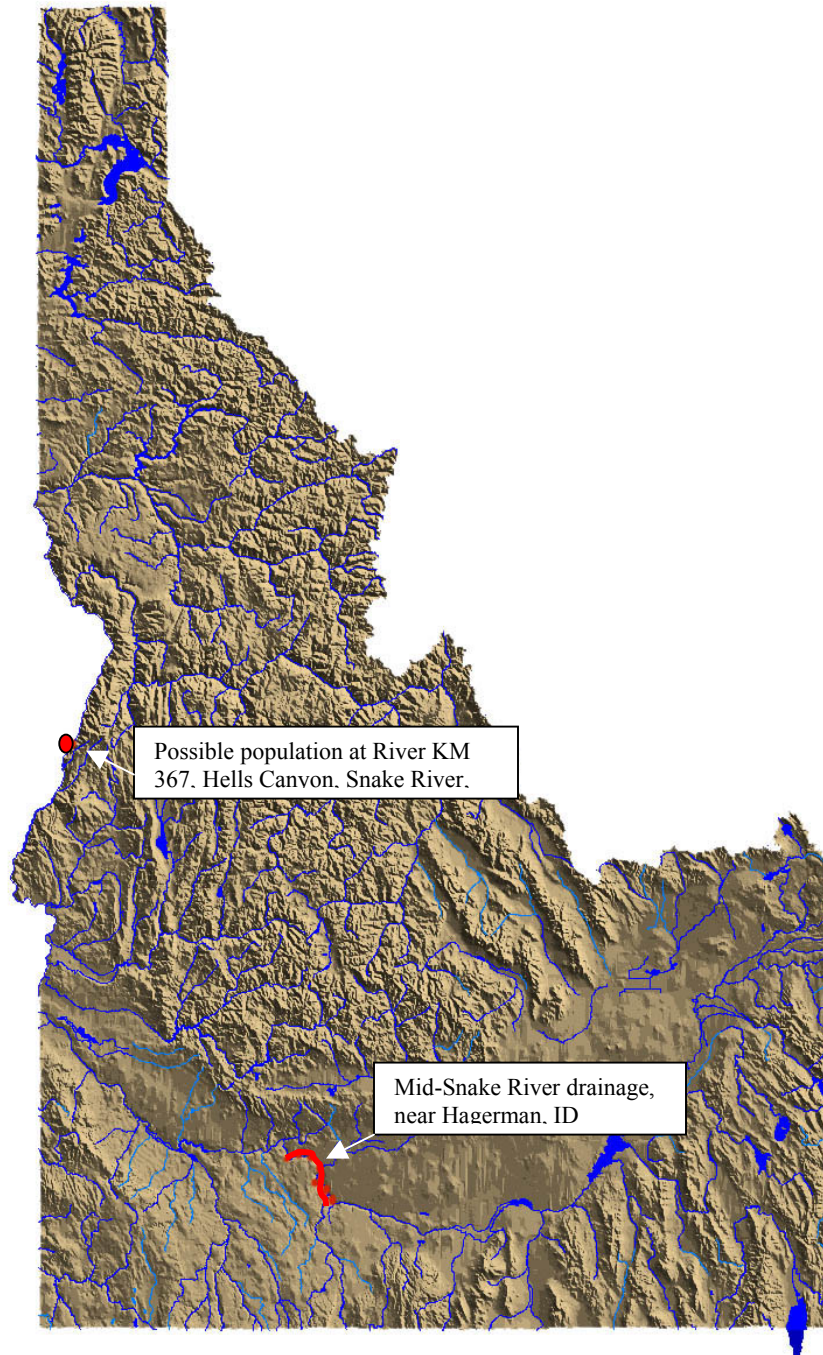 Possible population at River KM
367, Hells Canyon, Snake River,
Mid-Snake River drainage,
near Hagerman, ID